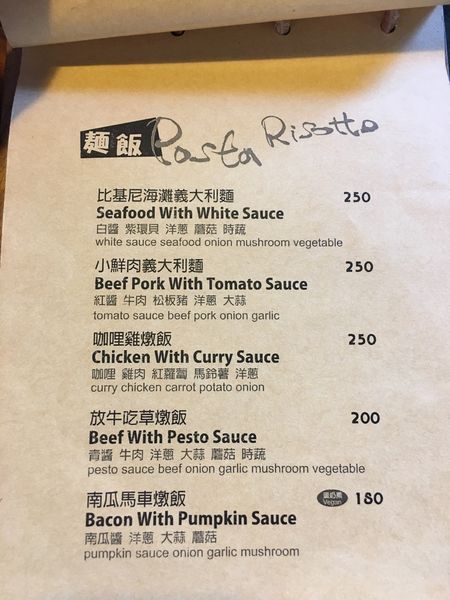 麵飯 Pasta Risotto
比基尼海灘義大利麵 250
Seafood With White Sauce
白醬 紫環貝 洋蔥 蘑菇 時蔬
white sauce seafood onion mushroom vegetable
小鮮肉義大利麵 250
Beef Pork With Tomato Sauce
紅醬 牛肉 松板豬 洋蔥 大蒜
tomato sauce beef pork onion garlic
咖哩雞燉飯 250
Chicken With Curry Sauce
咖哩 雞肉 紅蘿蔔 馬鈴薯 洋蔥
curry chicken carrot potato onion
放牛吃草燉飯 200
Beef With Pesto Sauce
青醬 牛肉 洋蔥 大蒜 蘑菇 時蔬
pesto sauce beef onion garlic mushroom vegetable
南瓜馬車燉飯 蛋奶素 Vegan 180
Bacon With Pumpkin Sauce
南瓜醬 洋蔥 大蒜 蘑菇
pumpkin sauce onion garlic mushroom